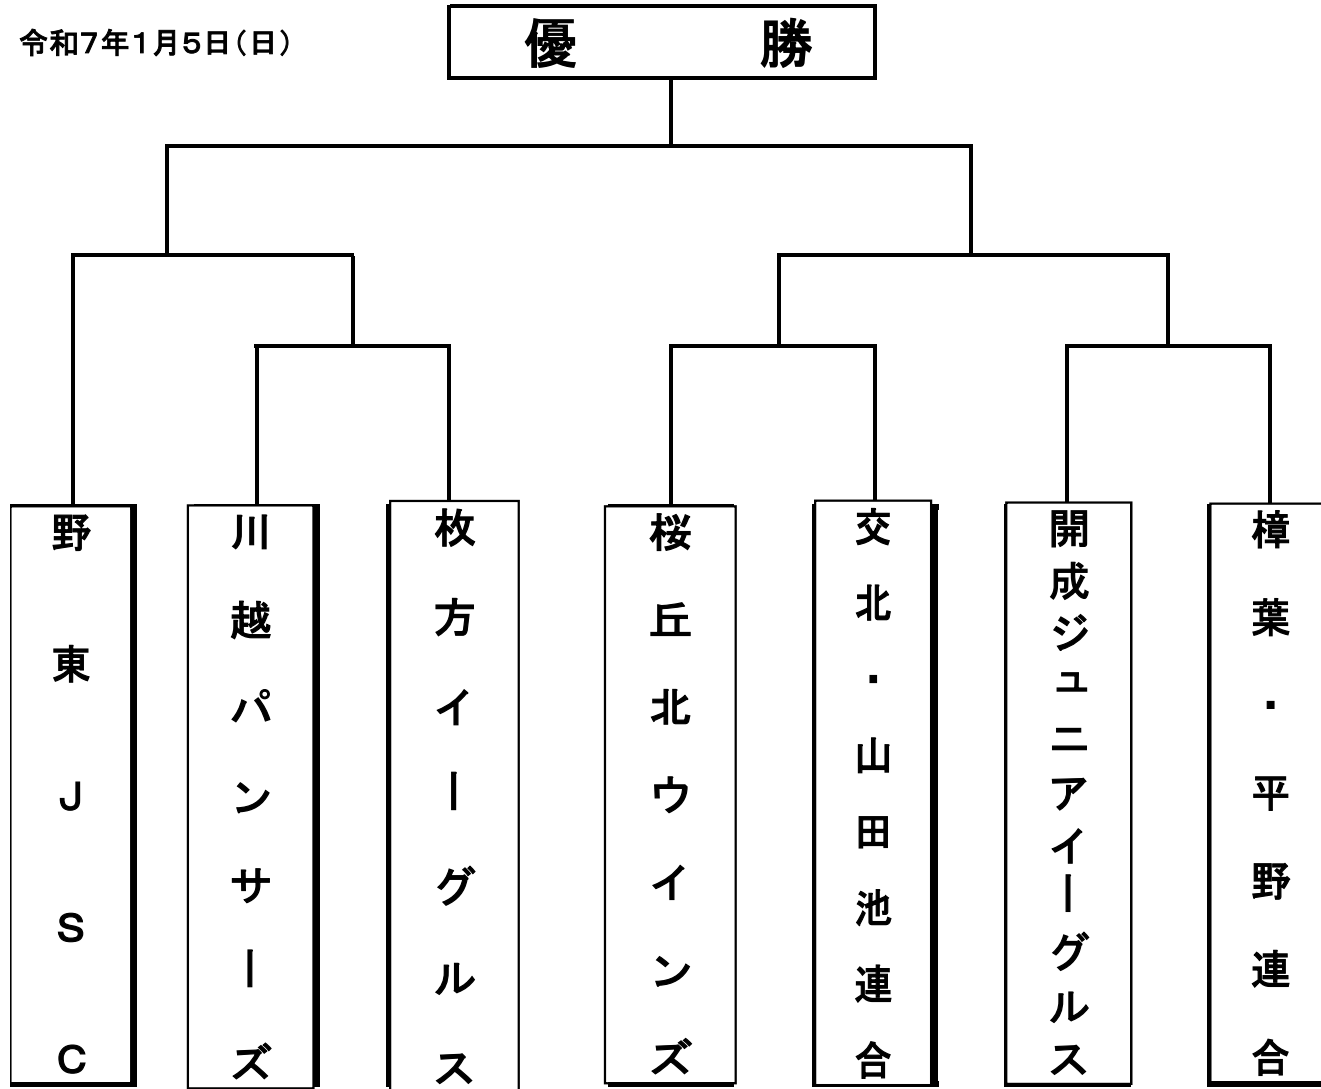 令和7年1月5日(日)
優 勝
野東JSC
川越パンサーズ
枚方イーグルス
桜丘北ウインズ
交北・山田池連合
開成ジュニアイーグルス
樟葉・平野連合